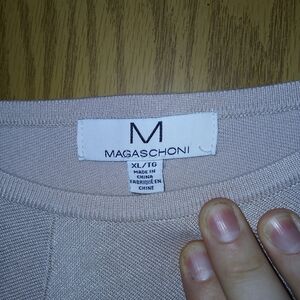 M
MAGASCHONI
XL/TG
MADE IN
CHINA
FABRIQUÉ EN
CHINE